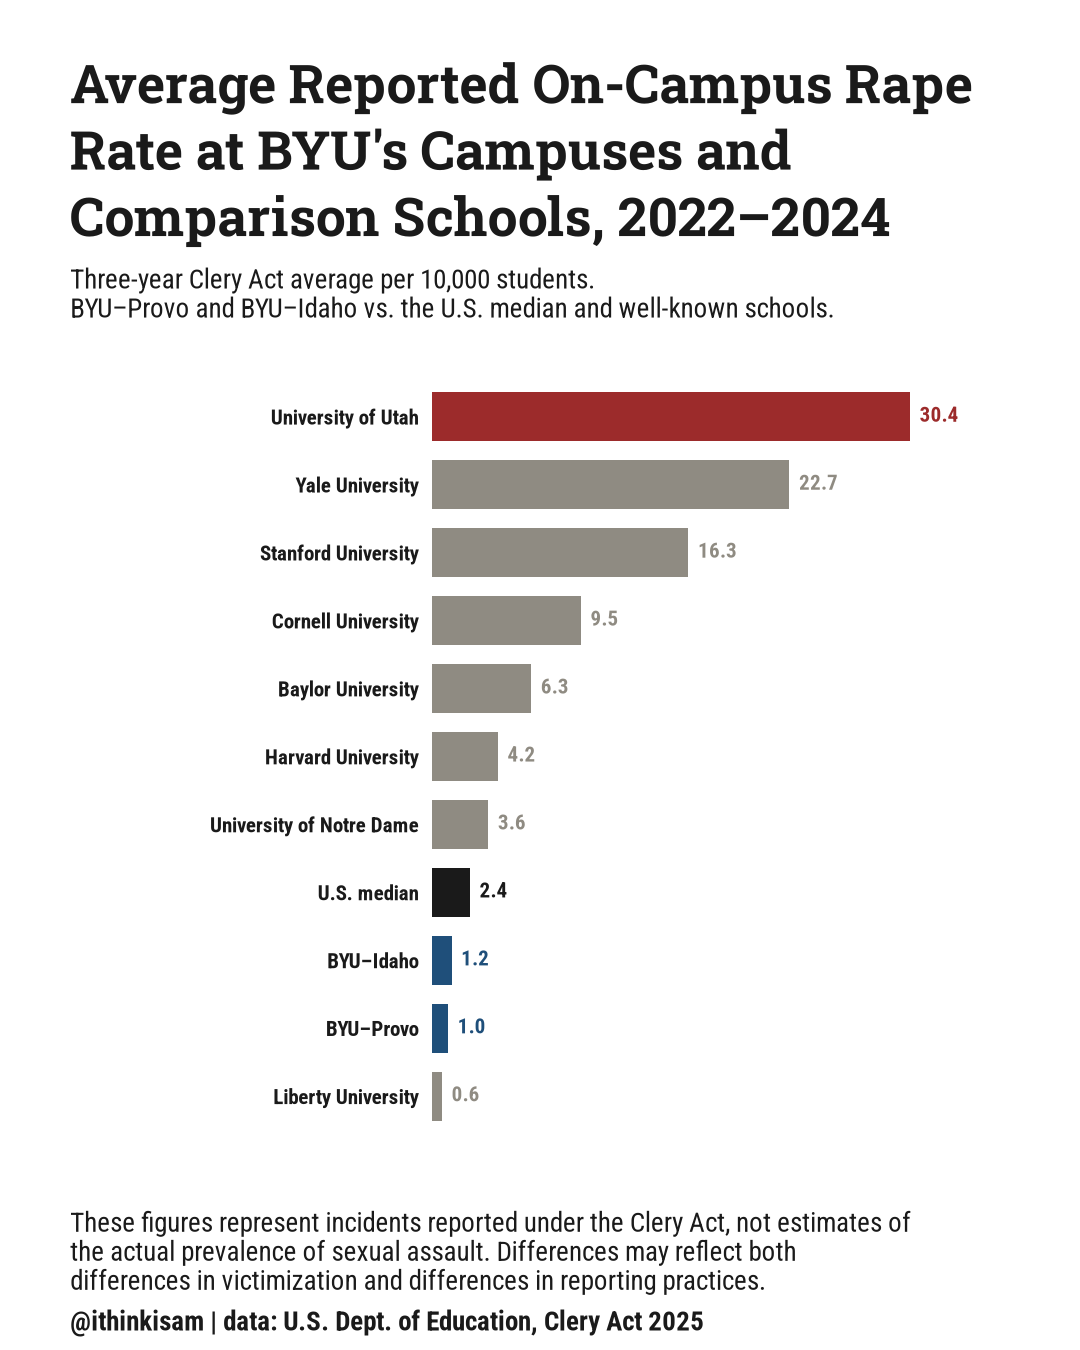 Average Reported On-Campus Rape
Rate at BYU's Campuses and
Comparison Schools, 2022–2024
Three-year Clery Act average per 10,000 students.
BYU–Provo and BYU–Idaho vs. the U.S. median and well-known schools.
University of Utah 30.4
Yale University 22.7
Stanford University 16.3
Cornell University 9.5
Baylor University 6.3
Harvard University 4.2
University of Notre Dame 3.6
U.S. median 2.4
BYU–Idaho 1.2
BYU–Provo 1.0
Liberty University 0.6
These figures represent incidents reported under the Clery Act, not estimates of
the actual prevalence of sexual assault. Differences may reflect both
differences in victimization and differences in reporting practices.
@ithinkisam | data: U.S. Dept. of Education, Clery Act 2025